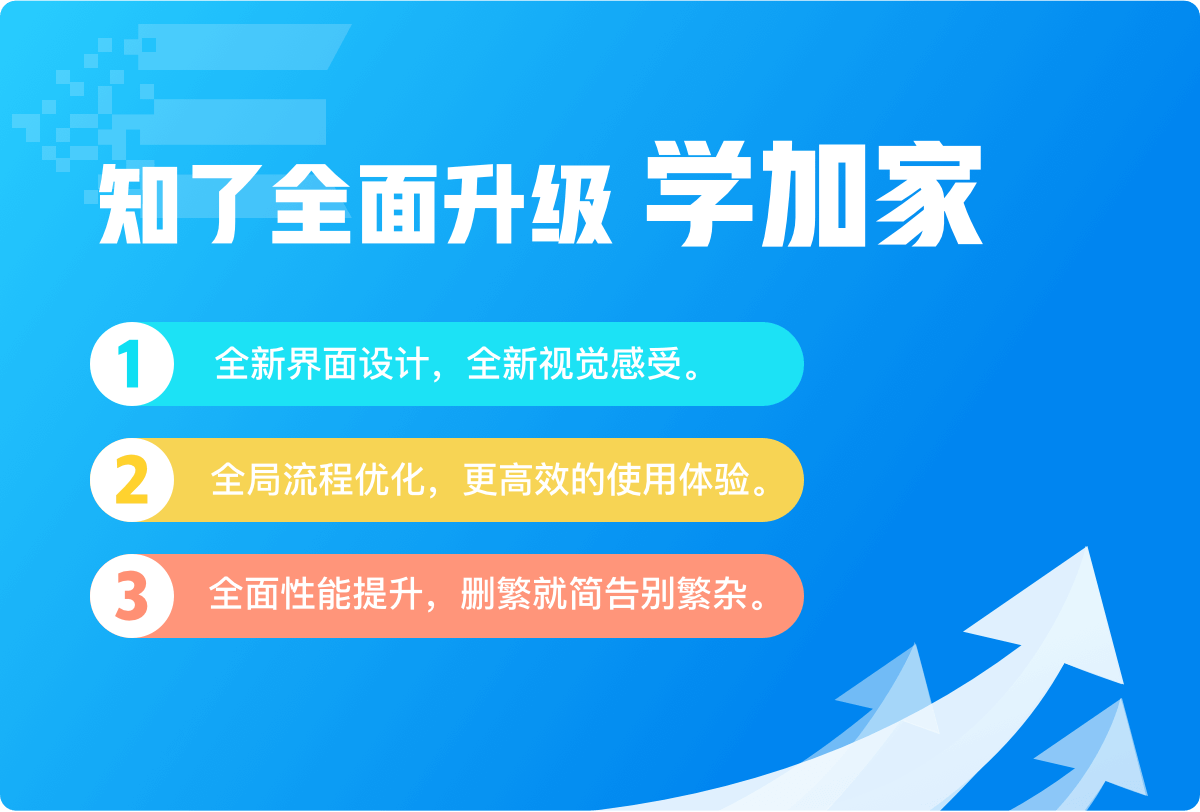 知了全面升级 学加家
1 全新界面设计，全新视觉感受。
2 全局流程优化，更高效的使用体验。
3 全面性能提升，删繁就简告别繁杂。